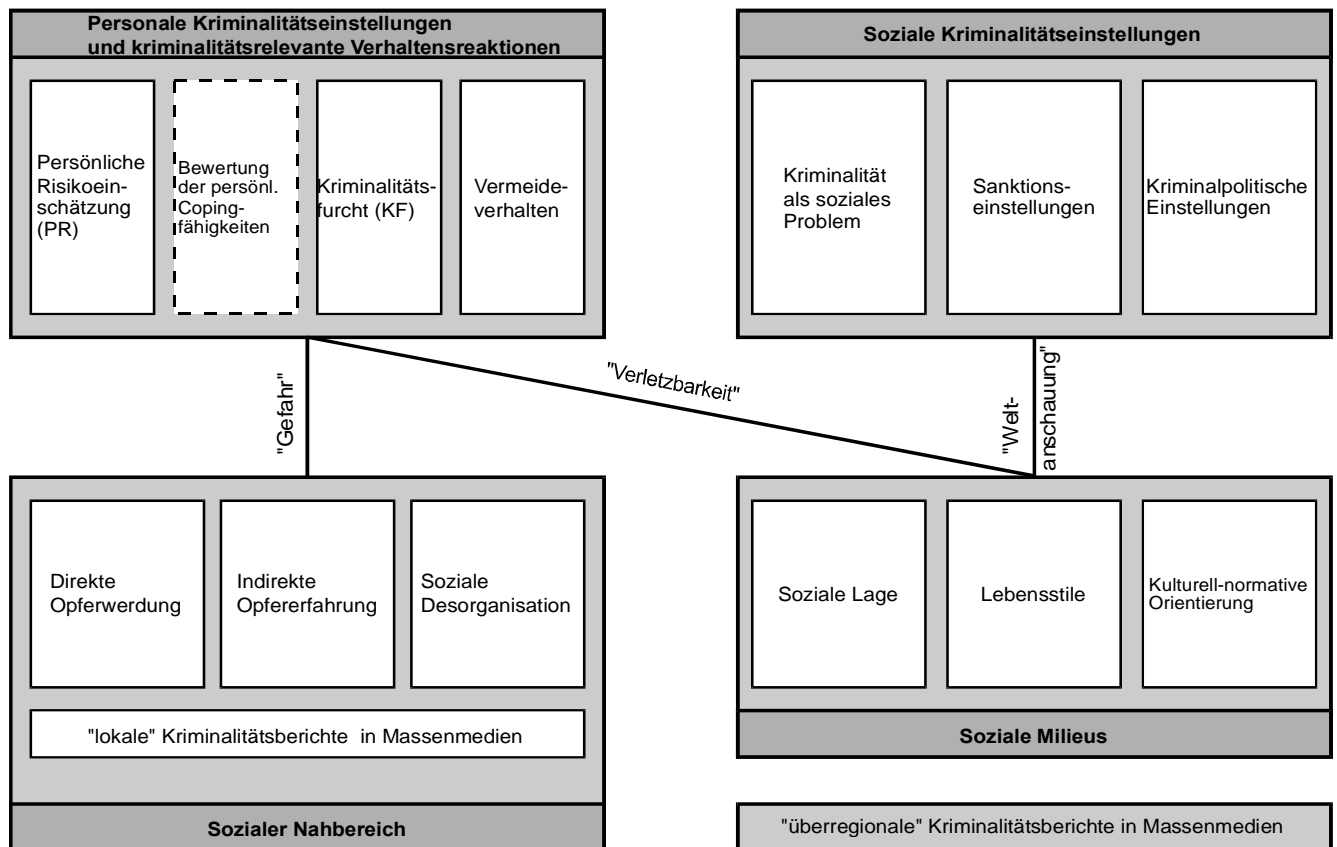 Personale Kriminalitätseinstellungen
und kriminalitätsrelevante Verhaltensreaktionen
Persönliche
Risikoein-
schätzung
(PR)
Bewertung
der persönl.
Coping-
fähigkeiten
Kriminalitäts-
furcht (KF)
Vermeide-
verhalten
Soziale Kriminalitätseinstellungen
Kriminalität
als soziales
Problem
Sanktions-
einstellungen
Kriminalpolitische
Einstellungen
"Gefahr"
"Verletzbarkeit"
"Welt-
anschauung"
Direkte
Opferwerdung
Indirekte
Opfererfahrung
Soziale
Desorganisation
"lokale" Kriminalitätsberichte in Massenmedien
Sozialer Nahbereich
Soziale Lage
Lebensstile
Kulturell-normative
Orientierung
Soziale Milieus
"überregionale" Kriminalitätsberichte in Massenmedien